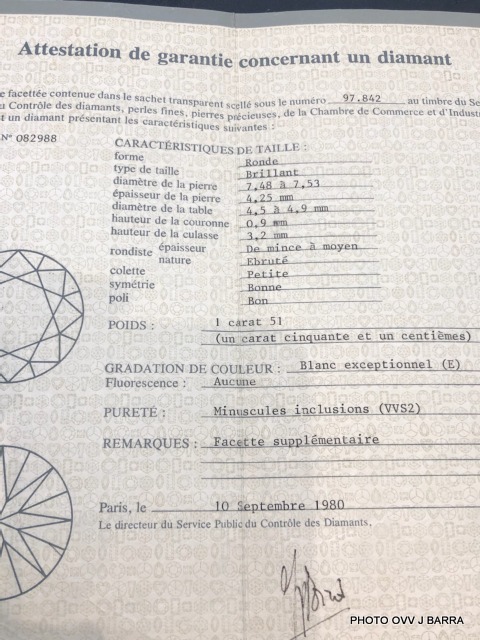 Attestation de garantie concernant un diamant
e facettée contenue dans le sachet transparent scellé sous le numéro 97.842 au timbre du Se
u Contrôle des diamants, perles fines, pierres précieuses, de la Chambre de Commerce et d'Industr
t un diamant présentant les caractéristiques suivantes :
N° 082988
CARACTÉRISTIQUES DE TAILLE :
forme Ronde
type de taille Brillant
diamètre de la pierre 7,48 à 7,53
épaisseur de la pierre 4,25 mm
diamètre de la table 4,5 à 4,9 mm
hauteur de la couronne 0,9 mm
hauteur de la culasse 3,2 mm
rondiste épaisseur De mince à moyen
nature Ebruté
colette Petite
symétrie Bonne
poli Bon
POIDS : 1 carat 51
(un carat cinquante et un centièmes)
GRADATION DE COULEUR : Blanc exceptionnel (E)
Fluorescence : Aucune
PURETÉ : Minuscules inclusions (VVS2)
REMARQUES : Facette supplémentaire
Paris, le 10 Septembre 1980
Le directeur du Service Public du Contrôle des Diamants,
PHOTO OVV J BARRA